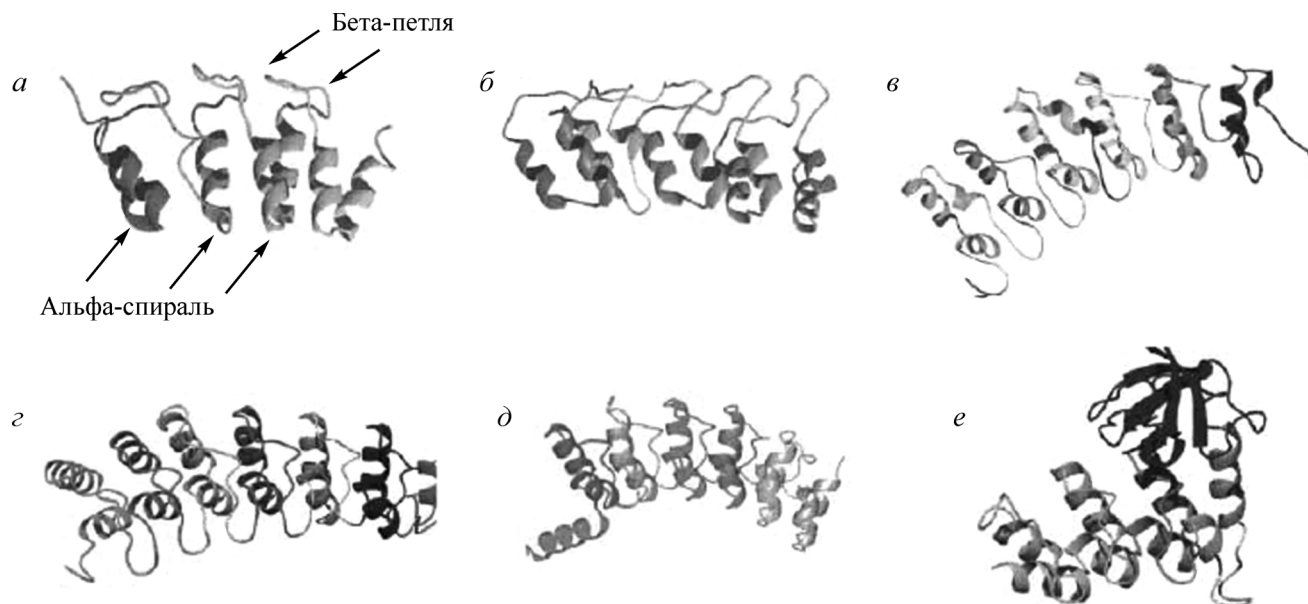 Бета-петля
а
б
в
Альфа-спираль
г
д
е